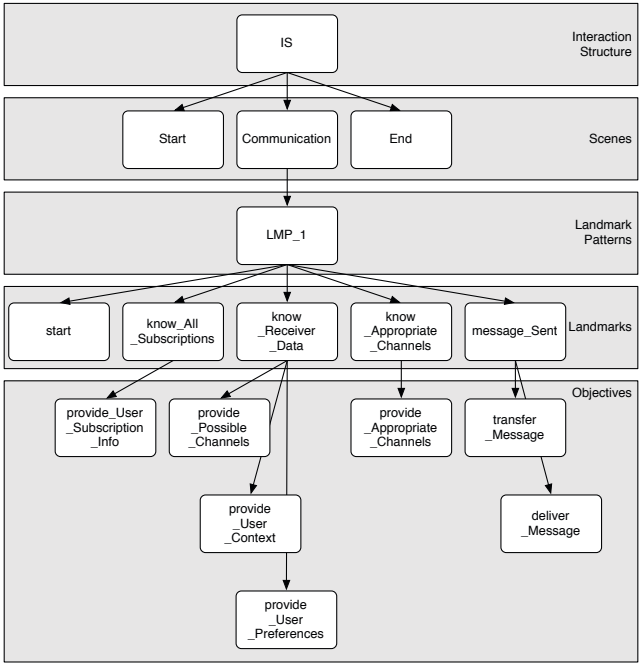 IS
Interaction
Structure
Start
Communication
End
Scenes
LMP_1
Landmark
Patterns
start
know_All
_Subscriptions
know
_Receiver
_Data
know
_Appropriate
_Channels
message_Sent
Landmarks
Objectives
provide_User
_Subscription
_Info
provide
_Possible
_Channels
provide
_Appropriate
_Channels
transfer
_Message
provide
_User
_Context
deliver
_Message
provide
_User
_Preferences